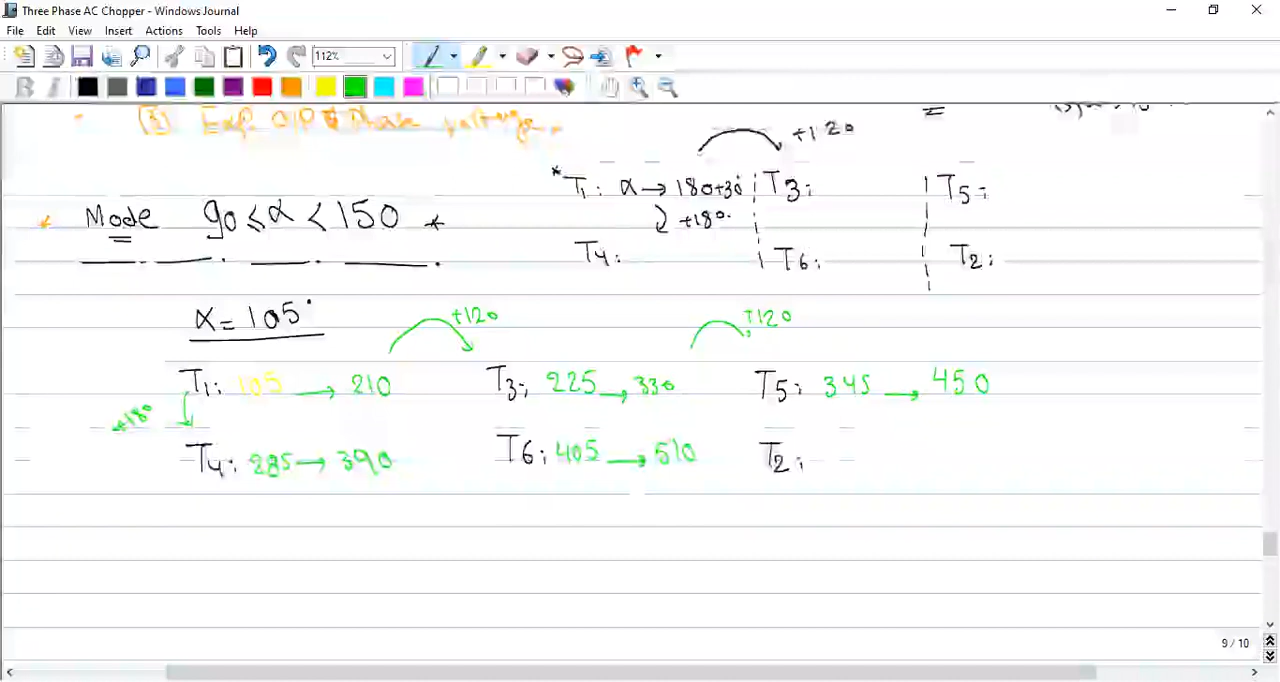 Three Phase AC Chopper - Windows Journal
File Edit View Insert Actions Tools Help
112%
+120
* T1: α → 180+30 T3: T5:
* Mode 90 ≤ α < 150 *
+180
T4: T6: T2:
α = 105°
+120 +120
T1: 105 → 210 T3: 225 → 330 T5: 345 → 450
+180
T4: 285 → 390 T6: 405 → 510 T2:
9 / 10